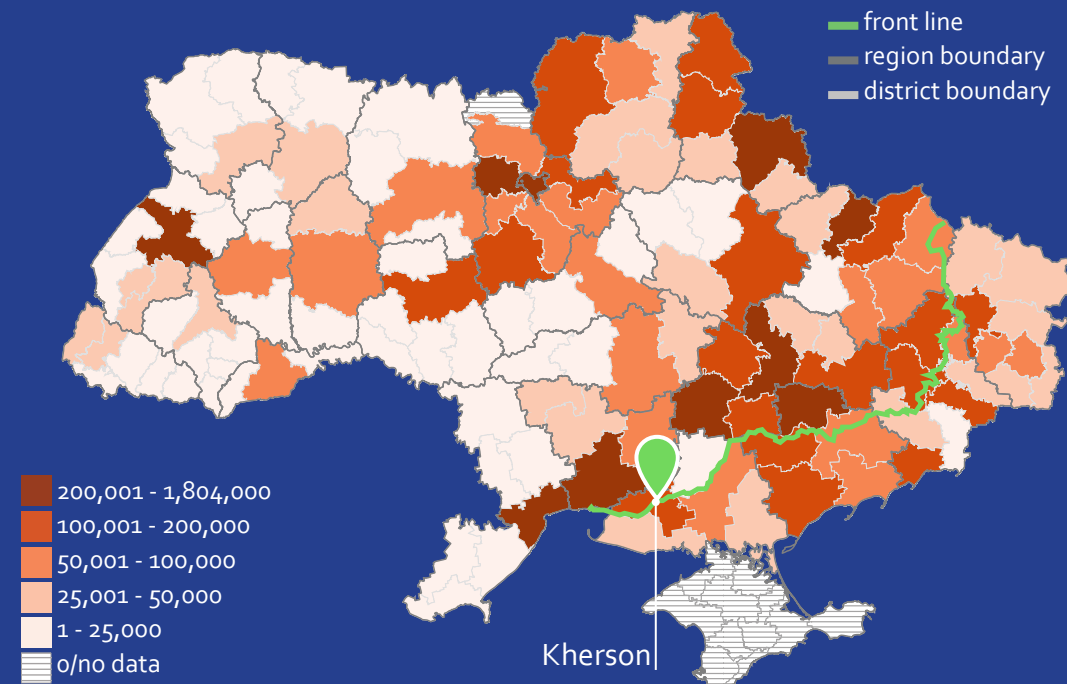 front line
region boundary
district boundary
200,001 - 1,804,000
100,001 - 200,000
50,001 - 100,000
25,001 - 50,000
1 - 25,000
0/no data
Kherson